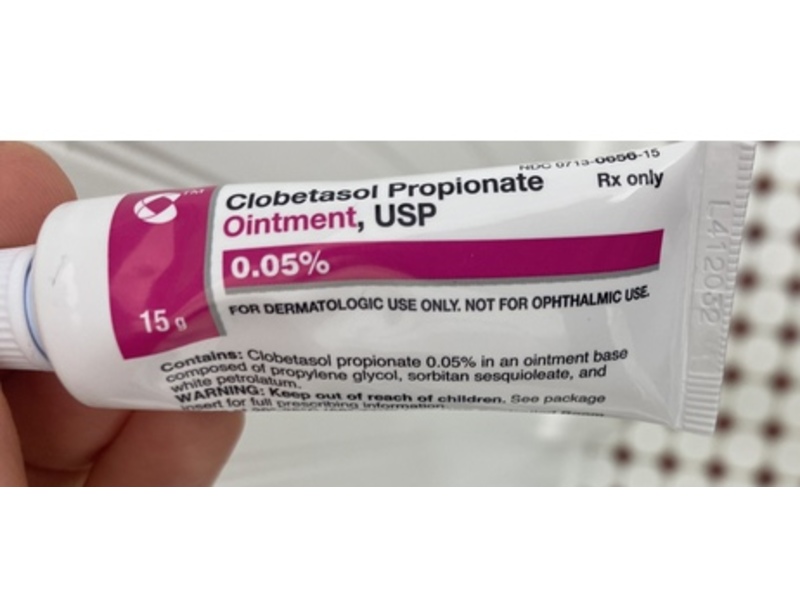 NDC 0713-0656-15
Clobetasol Propionate
Rx only
Ointment, USP
0.05%
FOR DERMATOLOGIC USE ONLY. NOT FOR OPHTHALMIC USE.
15 g
Contains: Clobetasol propionate 0.05% in an ointment base
composed of propylene glycol, sorbitan sesquioleate, and
white petrolatum.
WARNING: Keep out of reach of children. See package
insert for full prescribing information.
L412052
TM